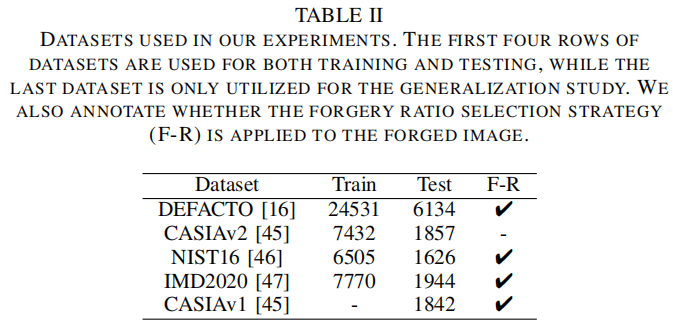 TABLE II
DATASETS USED IN OUR EXPERIMENTS. THE FIRST FOUR ROWS OF
DATASETS ARE USED FOR BOTH TRAINING AND TESTING, WHILE THE
LAST DATASET IS ONLY UTILIZED FOR THE GENERALIZATION STUDY. WE
ALSO ANNOTATE WHETHER THE FORGERY RATIO SELECTION STRATEGY
(F-R) IS APPLIED TO THE FORGED IMAGE.
Dataset Train Test F-R
DEFACTO [16] 24531 6134 ✔
CASIAv2 [45] 7432 1857 -
NIST16 [46] 6505 1626 ✔
IMD2020 [47] 7770 1944 ✔
CASIAv1 [45] - 1842 ✔